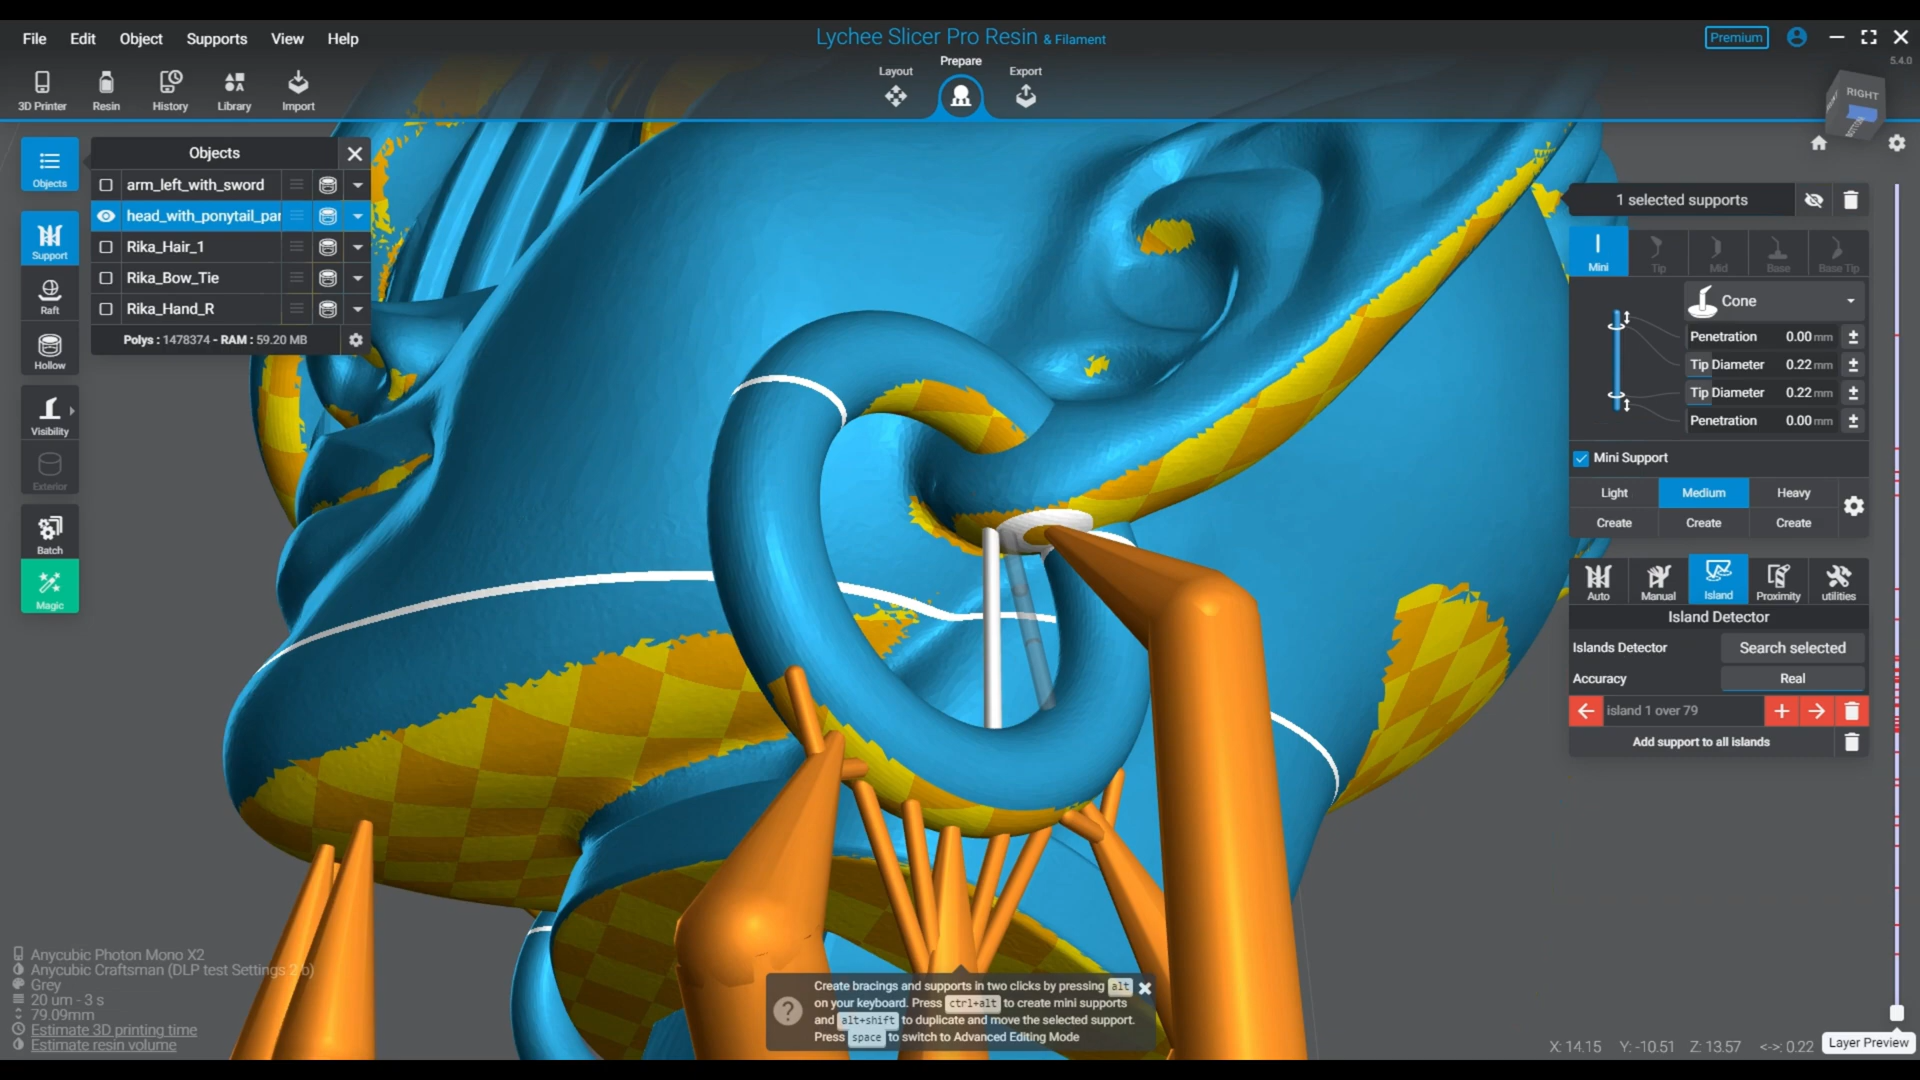 File Edit Object Supports View Help
Lychee Slicer Pro Resin & Filament
Premium
5.4.0
3D Printer Resin History Library Import
Layout Prepare Export
RIGHT
BOTTOM
Objects
Support
Raft
Hollow
Visibility
Exterior
Batch
Magic
Objects
arm_left_with_sword
head_with_ponytail_par
Rika_Hair_1
Rika_Bow_Tie
Rika_Hand_R
Polys : 1478374 - RAM : 59.20 MB
1 selected supports
Mini Tip Mid Base Base Tip
Cone
Penetration 0.00 mm
Tip Diameter 0.22 mm
Tip Diameter 0.22 mm
Penetration 0.00 mm
Mini Support
Light Medium Heavy
Create Create Create
Auto Manual Island Proximity utilities
Island Detector
Islands Detector Search selected
Accuracy Real
island 1 over 79
Add support to all islands
Anycubic Photon Mono X2
Anycubic Craftsman (DLP test Settings 2.b)
Grey
20 um - 3 s
79.09mm
Estimate 3D printing time
Estimate resin volume
Create bracings and supports in two clicks by pressing alt
on your keyboard. Press ctrl+alt to create mini supports
and alt+shift to duplicate and move the selected support.
Press space to switch to Advanced Editing Mode
X: 14.15 Y: -10.51 Z: 13.57 <->: 0.22
Layer Preview